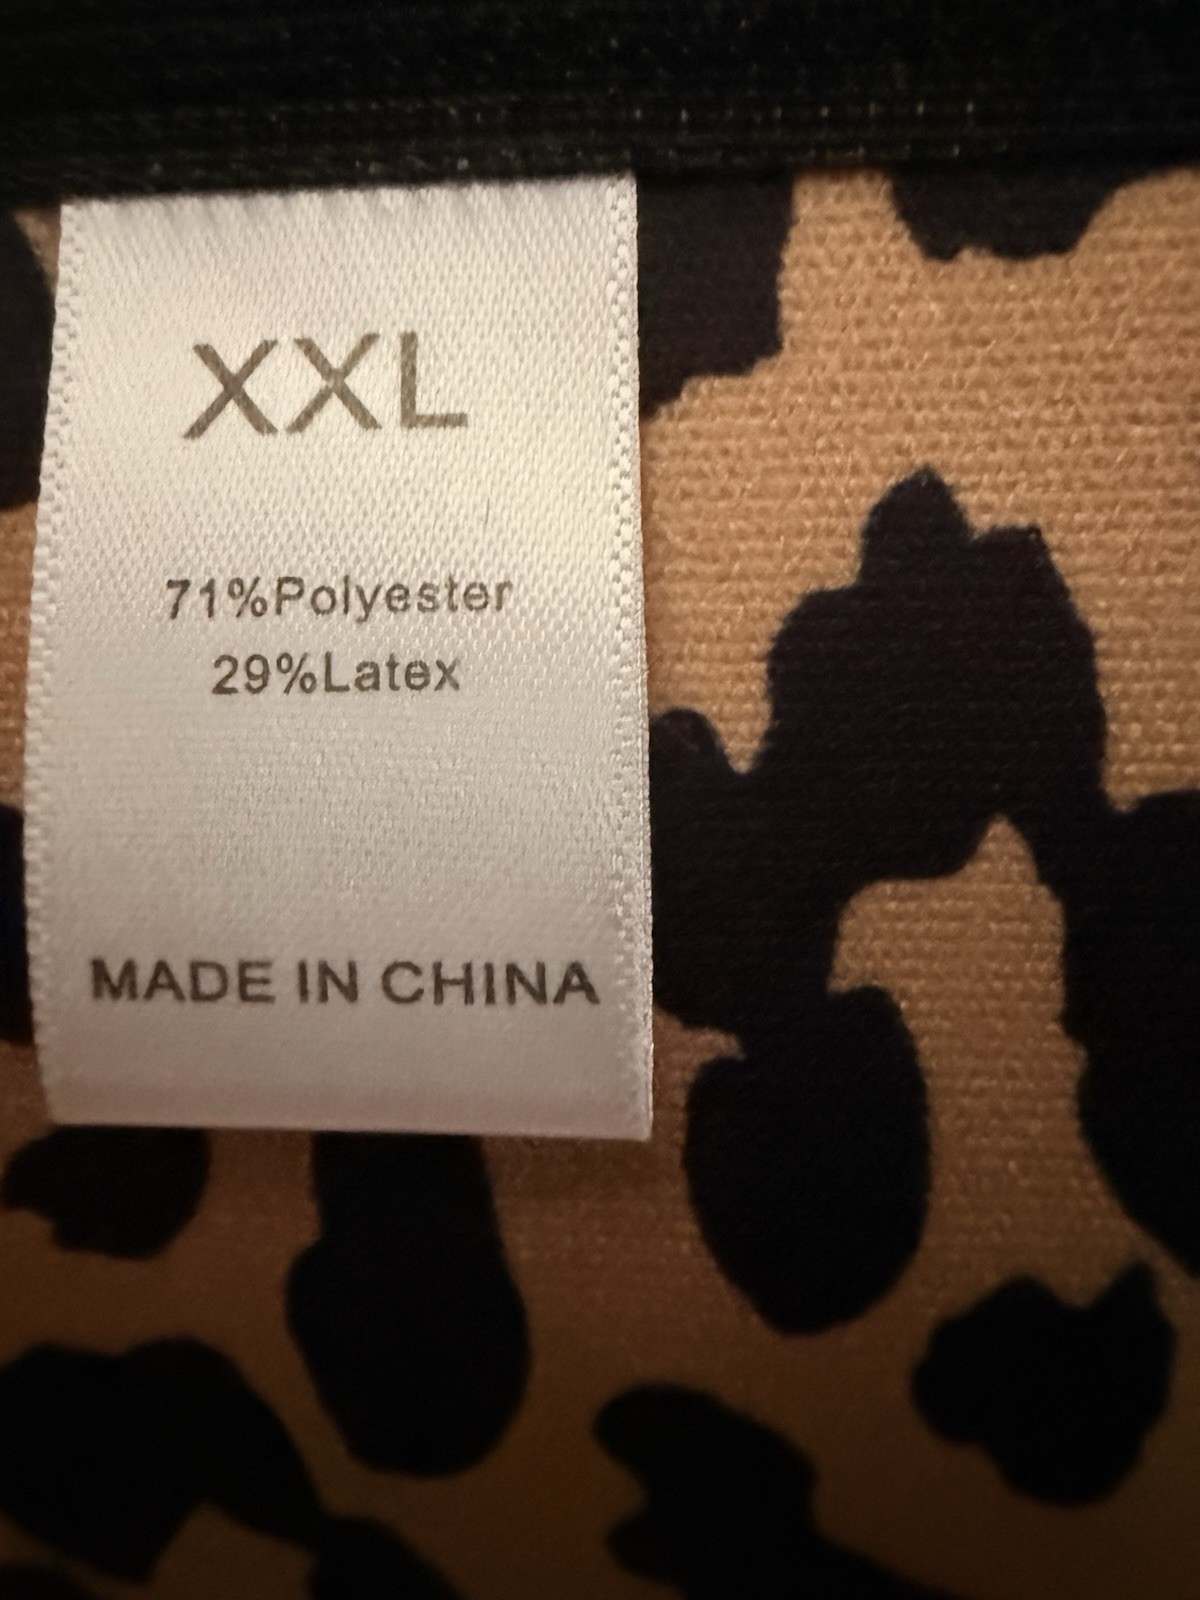 XXL
71%Polyester
29%Latex
MADE IN CHINA